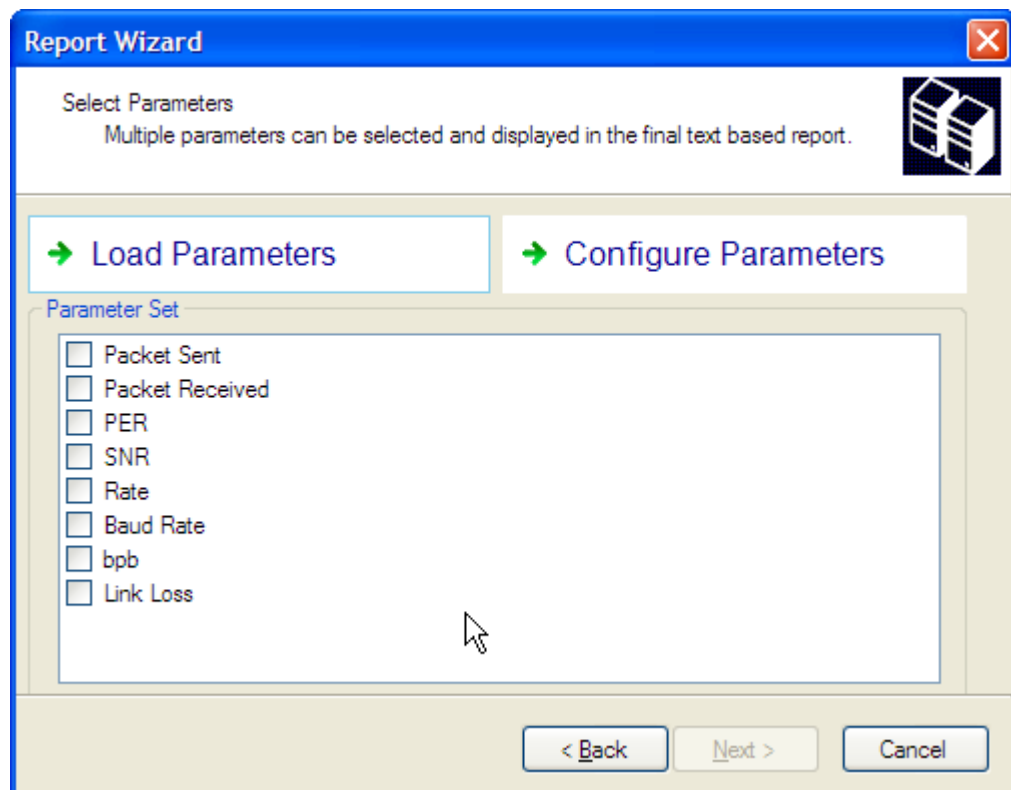 Report Wizard
Select Parameters
Multiple parameters can be selected and displayed in the final text based report.
Load Parameters
Configure Parameters
Parameter Set
Packet Sent
Packet Received
PER
SNR
Rate
Baud Rate
bpb
Link Loss
< Back
Next >
Cancel